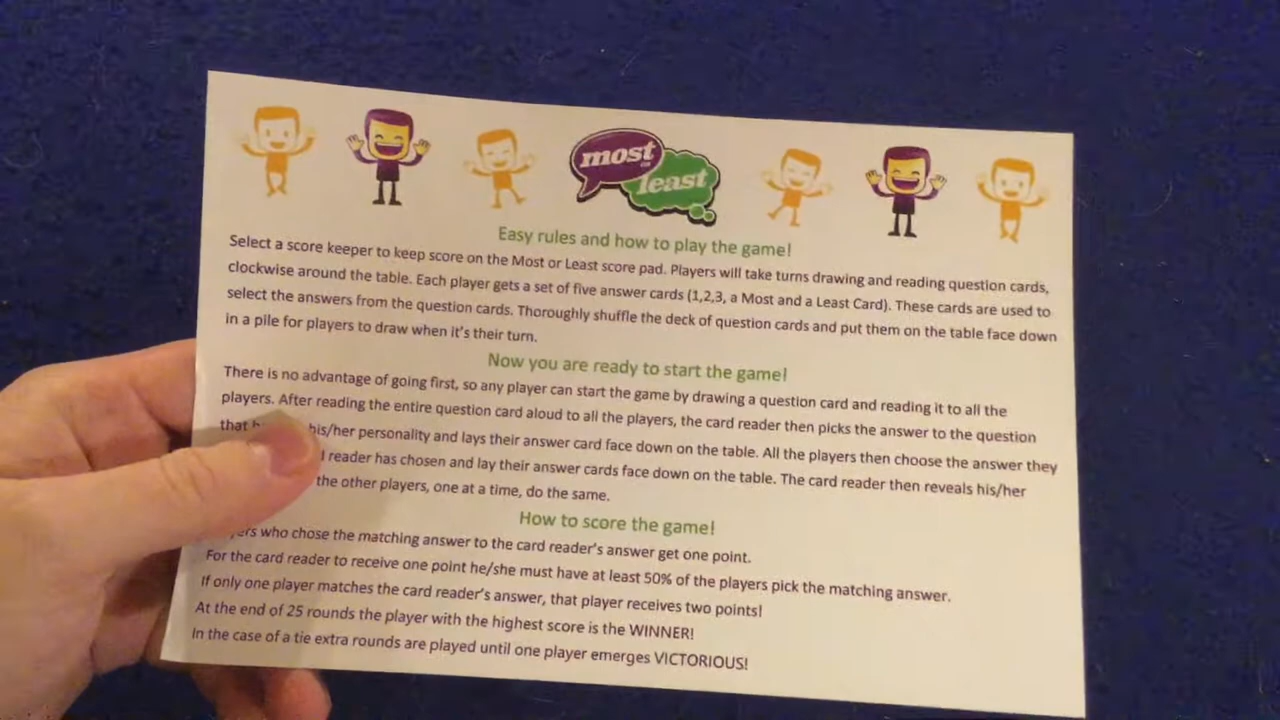 most
or
least
Easy rules and how to play the game!
Select a score keeper to keep score on the Most or Least score pad. Players will take turns drawing and reading question cards,
clockwise around the table. Each player gets a set of five answer cards (1,2,3, a Most and a Least Card). These cards are used to
select the answers from the question cards. Thoroughly shuffle the deck of question cards and put them on the table face down
in a pile for players to draw when it's their turn.
Now you are ready to start the game!
There is no advantage of going first, so any player can start the game by drawing a question card and reading it to all the
players. After reading the entire question card aloud to all the players, the card reader then picks the answer to the question
that his/her personality and lays their answer card face down on the table. All the players then choose the answer they
reader has chosen and lay their answer cards face down on the table. The card reader then reveals his/her
the other players, one at a time, do the same.
How to score the game!
who chose the matching answer to the card reader's answer get one point.
For the card reader to receive one point he/she must have at least 50% of the players pick the matching answer.
If only one player matches the card reader's answer, that player receives two points!
At the end of 25 rounds the player with the highest score is the WINNER!
In the case of a tie extra rounds are played until one player emerges VICTORIOUS!